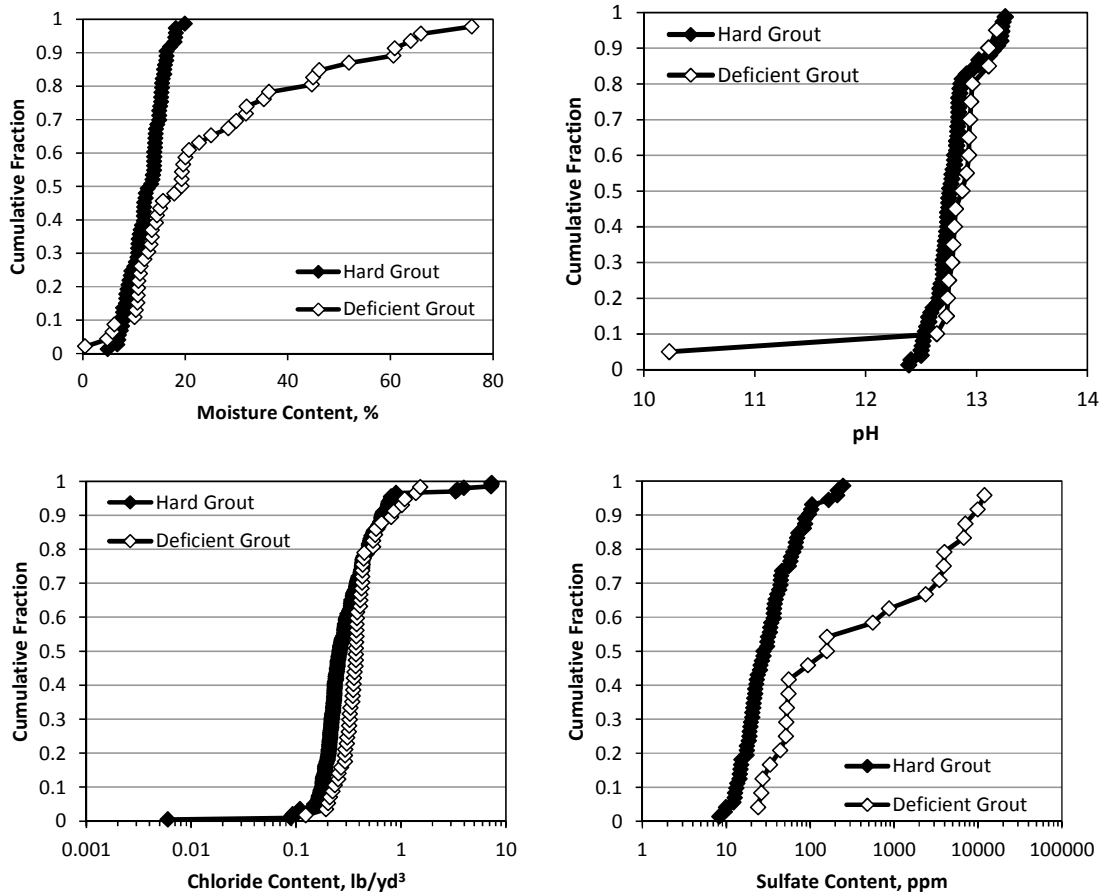 1
0.9
0.8
0.7
0.6
0.5
0.4
0.3
0.2
0.1
0
Cumulative Fraction
Hard Grout
Deficient Grout
0 20 40 60 80
Moisture Content, %
1
0.9
0.8
0.7
0.6
0.5
0.4
0.3
0.2
0.1
0
Cumulative Fraction
Hard Grout
Deficient Grout
10 11 12 13 14
pH
1
0.9
0.8
0.7
0.6
0.5
0.4
0.3
0.2
0.1
0
Cumulative Fraction
Hard Grout
Deficient Grout
0.001 0.01 0.1 1 10
Chloride Content, lb/yd³
1
0.9
0.8
0.7
0.6
0.5
0.4
0.3
0.2
0.1
0
Cumulative Fraction
Hard Grout
Deficient Grout
1 10 100 1000 10000 100000
Sulfate Content, ppm